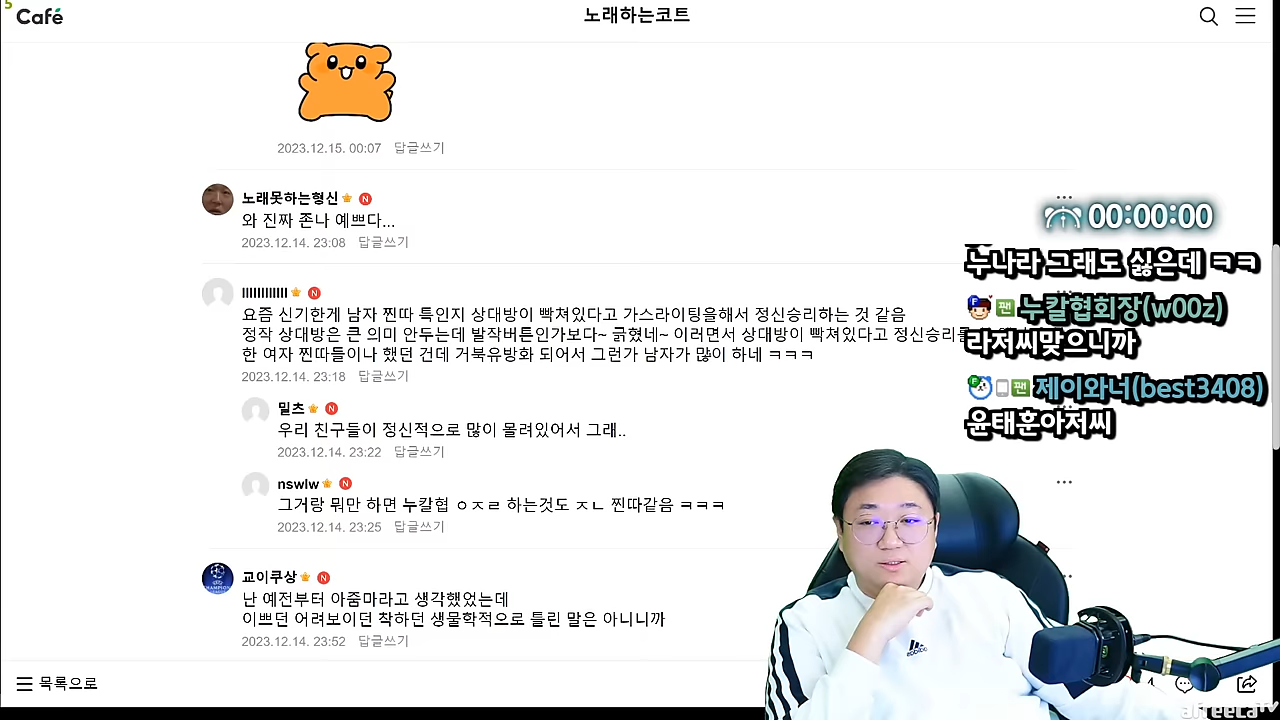 5
Café
노래하는코트
2023.12.15. 00:07 답글쓰기
노래못하는형신 N
와 진짜 존나 예쁘다...
2023.12.14. 23:08 답글쓰기
llllllllllll N
요즘 신기한게 남자 찐따 특인지 상대방이 빡쳐있다고 가스라이팅을해서 정신승리하는 것 같음
정작 상대방은 큰 의미 안두는데 발작버튼인가보다~ 긁혔네~ 이러면서 상대방이 빡쳐있다고 정신승리를
한 여자 찐따들이나 했던 건데 거북유방화 되어서 그런가 남자가 많이 하네 ㅋㅋㅋ
2023.12.14. 23:18 답글쓰기
밀츠 N
우리 친구들이 정신적으로 많이 몰려있어서 그래..
2023.12.14. 23:22 답글쓰기
nswlw N
그거랑 뭐만 하면 누칼협 ㅇㅈㄹ 하는것도 ㅈㄴ 찐따같음 ㅋㅋㅋ
2023.12.14. 23:25 답글쓰기
교이쿠상 N
난 예전부터 아줌마라고 생각했었는데
이쁘던 어려보이던 착하던 생물학적으로 틀린 말은 아니니까
2023.12.14. 23:52 답글쓰기
목록으로
00:00:00
누나라 그래도 싫은데 ㅋㅋ
팬 누칼협회장(w00z)
라저씨맞으니까
팬 제이와너(best3408)
윤태훈아저씨
adidas
afreecaTV